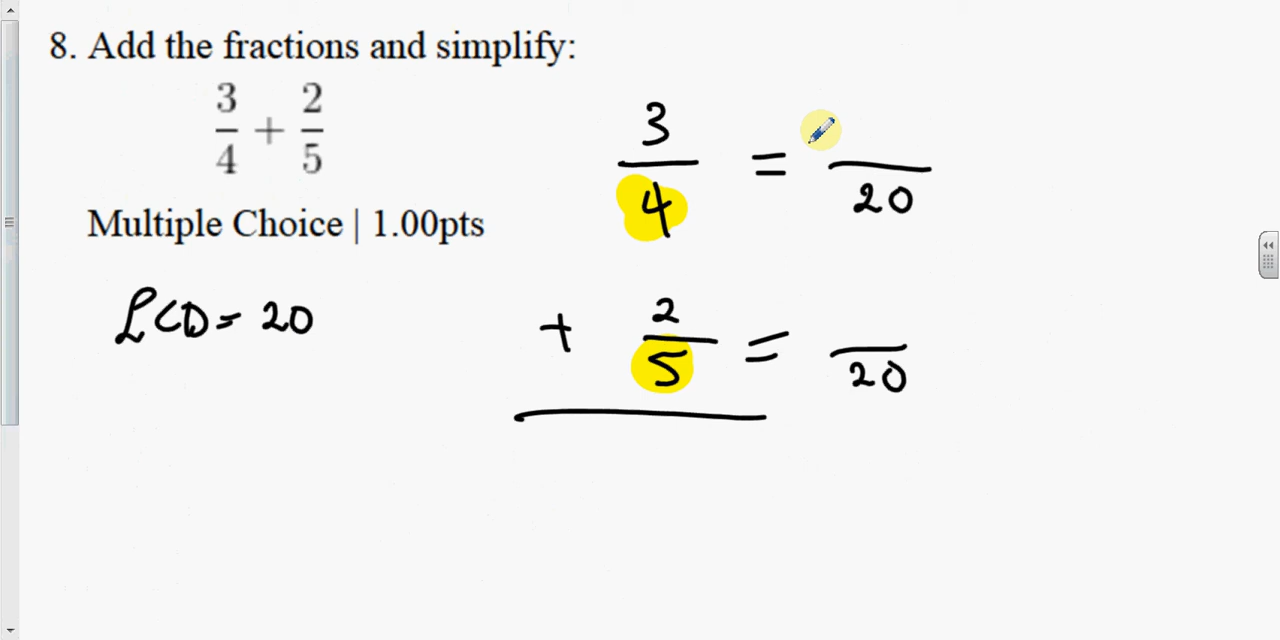 8. Add the fractions and simplify:
3/4 + 2/5
Multiple Choice | 1.00pts
LCD = 20
3/4 = /20
+ 2/5 = /20